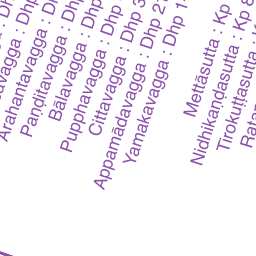 Arahantavagga : Dhp
Paṇḍitavagga : Dhp
Bālavagga : Dhp
Pupphavagga : Dhp
Cittavagga : Dhp 3
Appamādavagga : Dhp 2
Yamakavagga : Dhp 1
Mettāsutta : Kp
Nidhikaṇḍasutta : Kp 8
Tirokuṭṭasutta : Kp